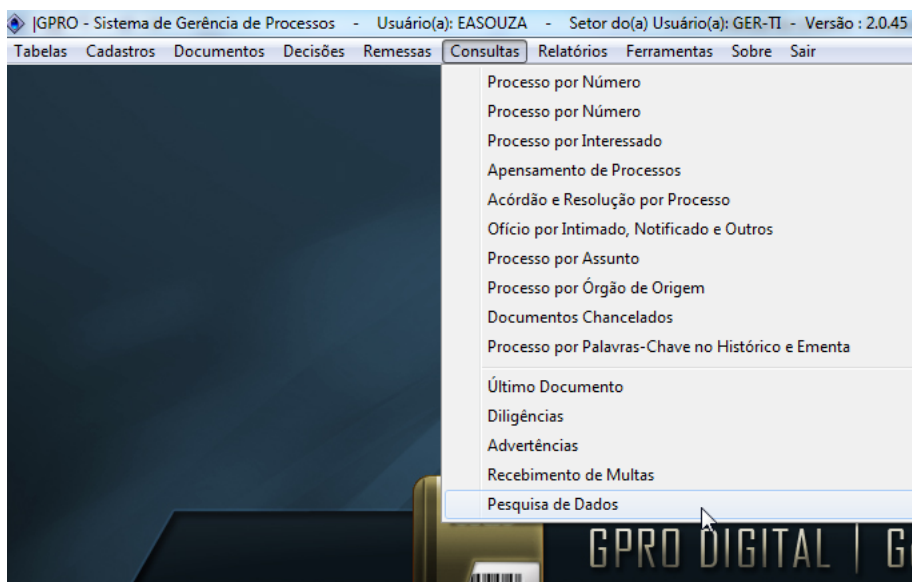 |GPRO - Sistema de Gerência de Processos - Usuário(a): EASOUZA - Setor do(a) Usuário(a): GER-TI - Versão : 2.0.45
Tabelas Cadastros Documentos Decisões Remessas Consultas Relatórios Ferramentas Sobre Sair
Processo por Número
Processo por Número
Processo por Interessado
Apensamento de Processos
Acórdão e Resolução por Processo
Ofício por Intimado, Notificado e Outros
Processo por Assunto
Processo por Órgão de Origem
Documentos Chancelados
Processo por Palavras-Chave no Histórico e Ementa
Último Documento
Diligências
Advertências
Recebimento de Multas
Pesquisa de Dados
GPRO DIGITAL | G